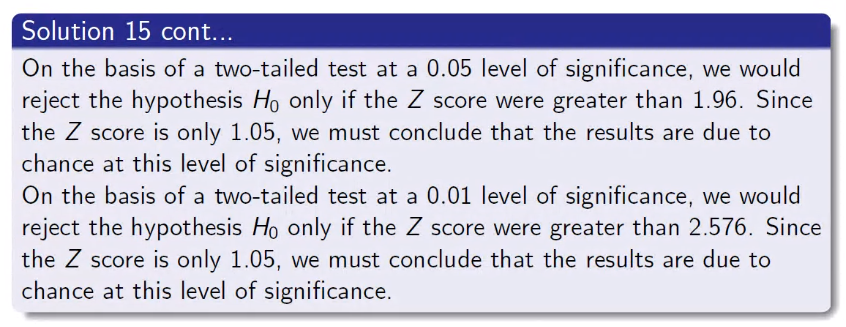 Solution 15 cont...
On the basis of a two-tailed test at a 0.05 level of significance, we would
reject the hypothesis H₀ only if the Z score were greater than 1.96. Since
the Z score is only 1.05, we must conclude that the results are due to
chance at this level of significance.
On the basis of a two-tailed test at a 0.01 level of significance, we would
reject the hypothesis H₀ only if the Z score were greater than 2.576. Since
the Z score is only 1.05, we must conclude that the results are due to
chance at this level of significance.